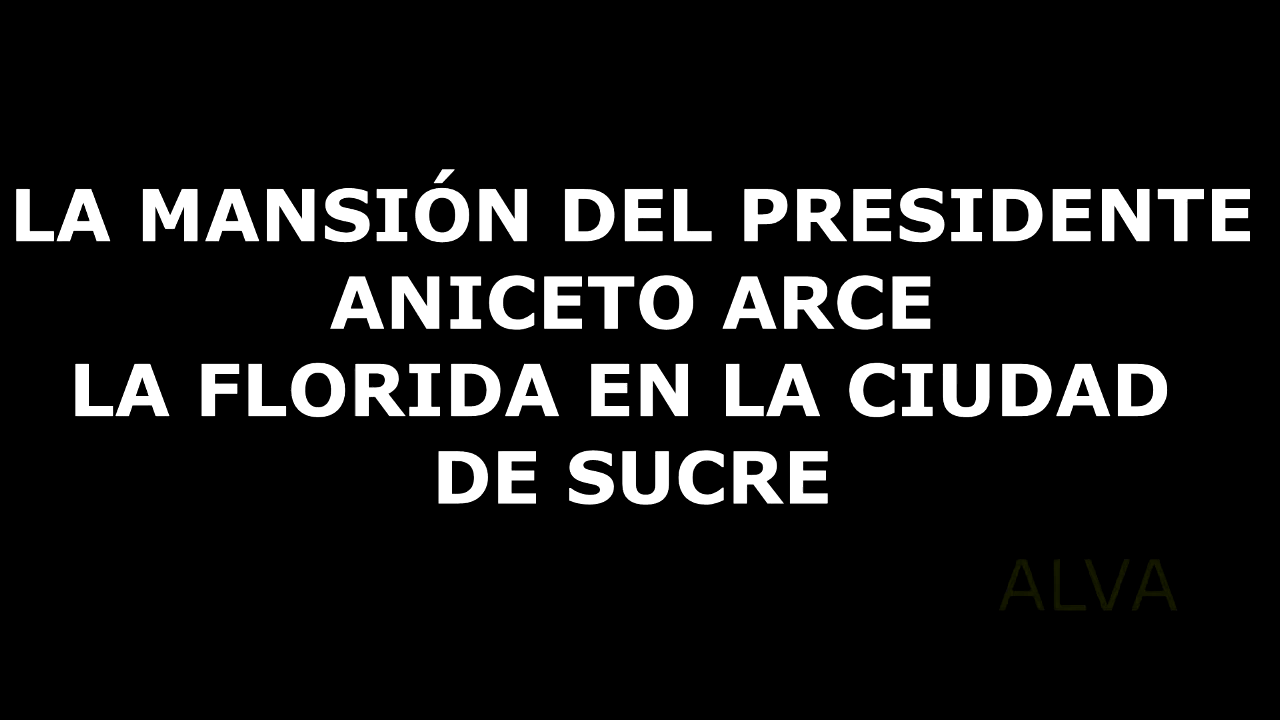 LA MANSIÓN DEL PRESIDENTE
ANICETO ARCE
LA FLORIDA EN LA CIUDAD
DE SUCRE
ALVA